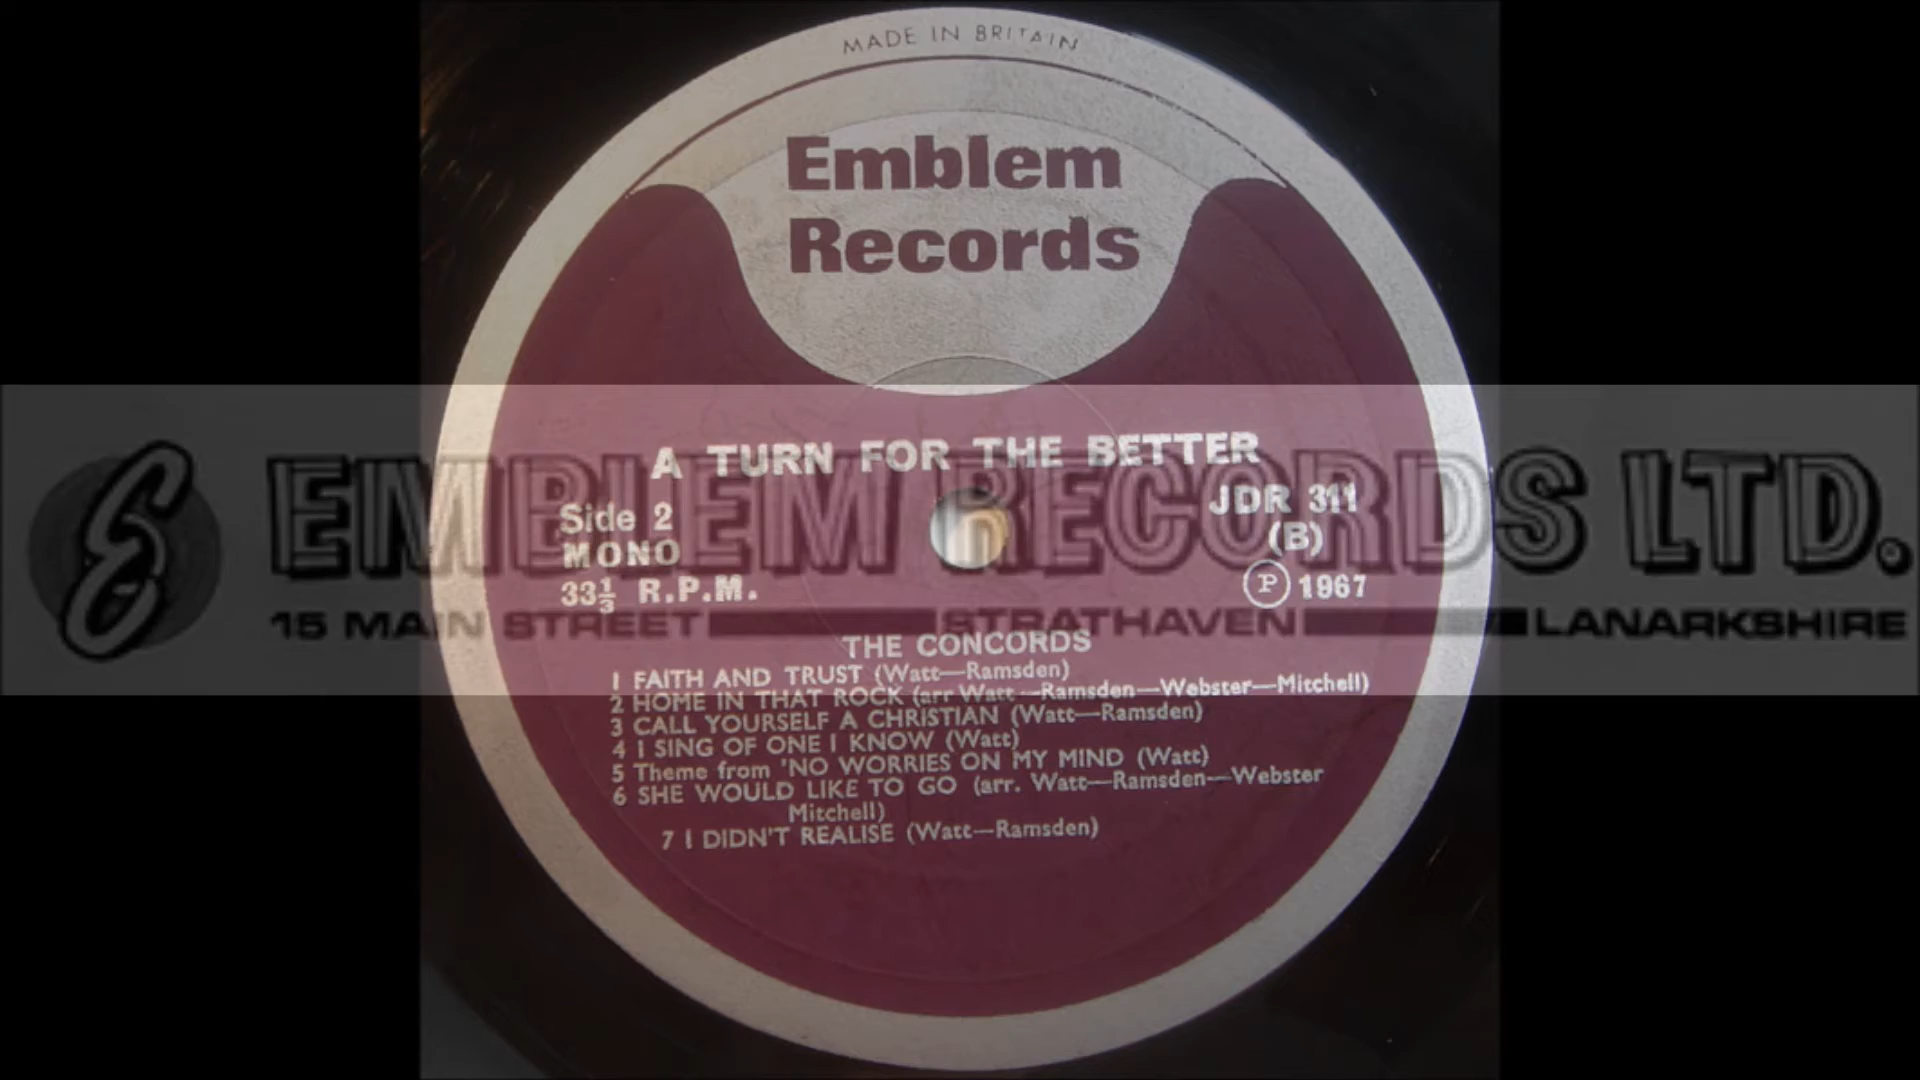 MADE IN BRITAIN
Emblem
Records
A TURN FOR THE BETTER
Side 2
MONO
33⅓ R.P.M.
JDR 311
(B)
Ⓟ 1967
E EMBLEM RECORDS LTD.
15 MAIN STREET STRATHAVEN LANARKSHIRE
THE CONCORDS
1 FAITH AND TRUST (Watt—Ramsden)
2 HOME IN THAT ROCK (arr Watt—Ramsden—Webster—Mitchell)
3 CALL YOURSELF A CHRISTIAN (Watt—Ramsden)
4 I SING OF ONE I KNOW (Watt)
5 Theme from 'NO WORRIES ON MY MIND (Watt)
6 SHE WOULD LIKE TO GO (arr. Watt—Ramsden—Webster
Mitchell)
7 I DIDN'T REALISE (Watt—Ramsden)